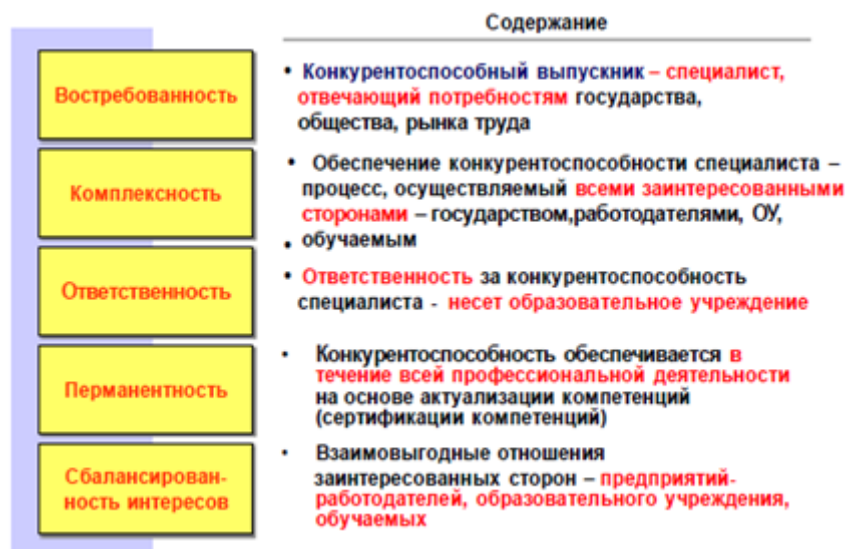 Содержание
Востребованность
• Конкурентоспособный выпускник – специалист,
отвечающий потребностям государства,
общества, рынка труда
Комплексность
• Обеспечение конкурентоспособности специалиста –
процесс, осуществляемый всеми заинтересованными
сторонами – государством,работодателями, ОУ,
• обучаемым
Ответственность
• Ответственность за конкурентоспособность
специалиста - несет образовательное учреждение
Перманентность
• Конкурентоспособность обеспечивается в
течение всей профессиональной деятельности
на основе актуализации компетенций
(сертификации компетенций)
Сбалансирован-
ность интересов
• Взаимовыгодные отношения
заинтересованных сторон – предприятий-
работодателей, образовательного учреждения,
обучаемых